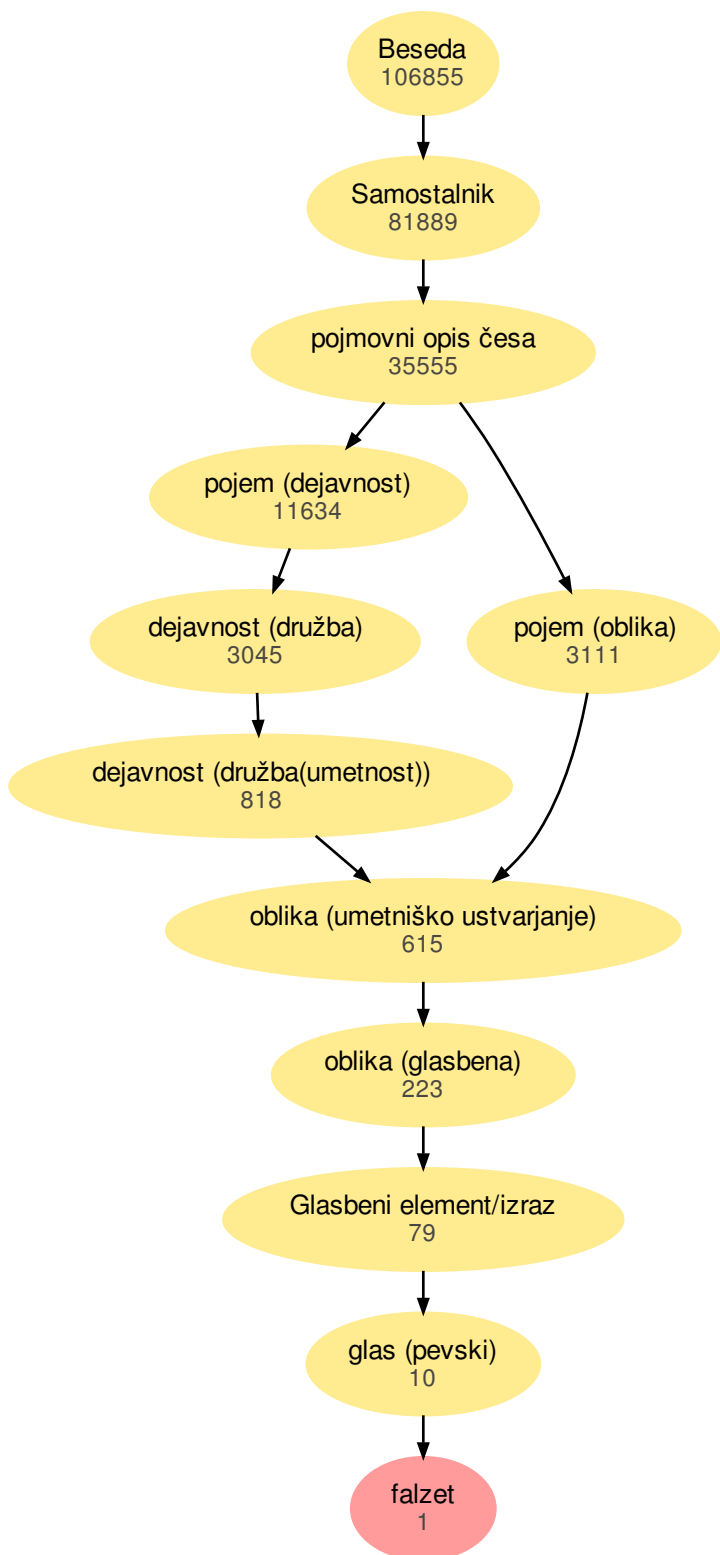 Beseda
106855
Samostalnik
81889
pojmovni opis česa
35555
pojem (dejavnost)
11634
dejavnost (družba)
3045
pojem (oblika)
3111
dejavnost (družba(umetnost))
818
oblika (umetniško ustvarjanje)
615
oblika (glasbena)
223
Glasbeni element/izraz
79
glas (pevski)
10
falzet
1